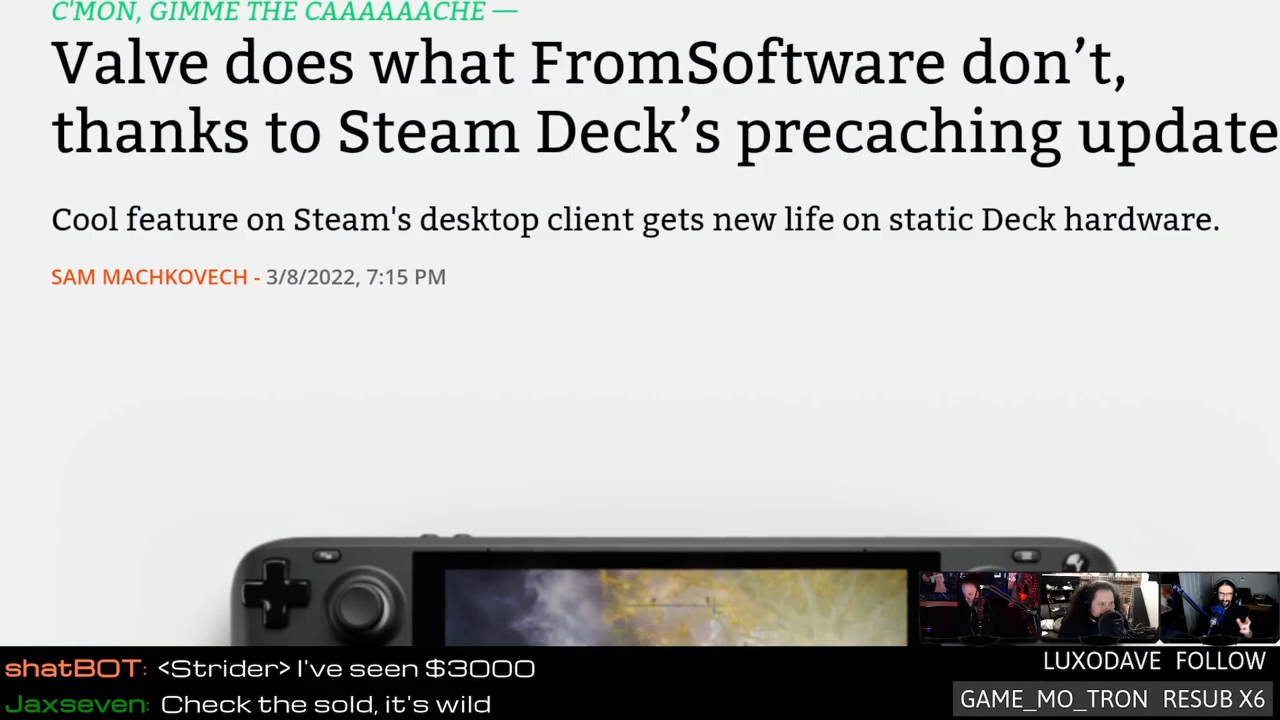 C'MON, GIMME THE CAAAAAACHE —
Valve does what FromSoftware don’t,
thanks to Steam Deck’s precaching update
Cool feature on Steam's desktop client gets new life on static Deck hardware.
SAM MACHKOVECH - 3/8/2022, 7:15 PM
shatBOT: <Strider> I've seen $3000
Jaxseven: Check the sold, it's wild
LUXODAVE FOLLOW
GAME_MO_TRON RESUB X6